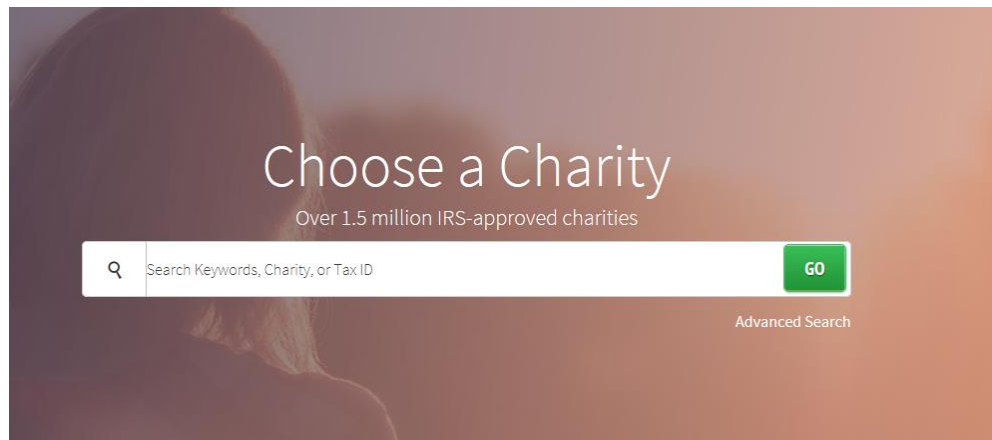 Choose a Charity
Over 1.5 million IRS-approved charities
Search Keywords, Charity, or Tax ID
GO
Advanced Search